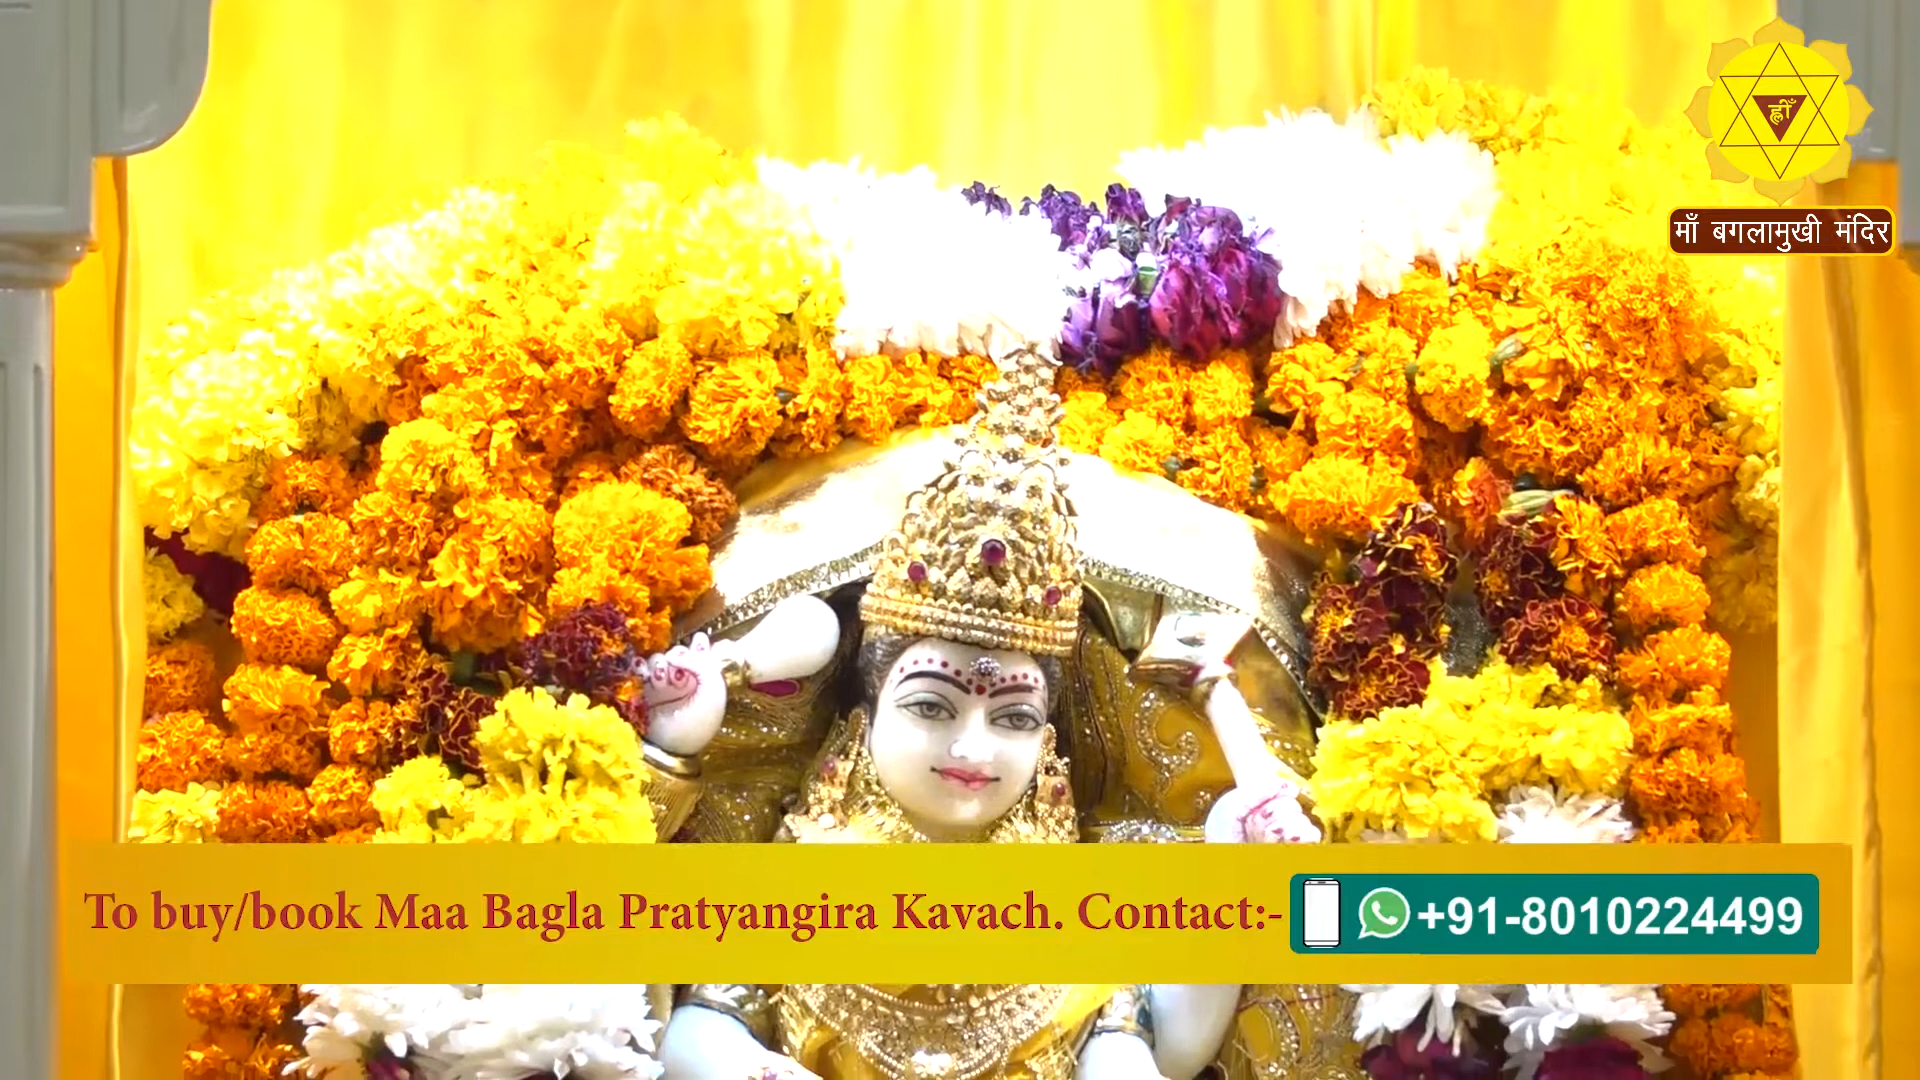 ह्लीं
माँ बगलामुखी मंदिर
To buy/book Maa Bagla Pratyangira Kavach. Contact:- +91-8010224499